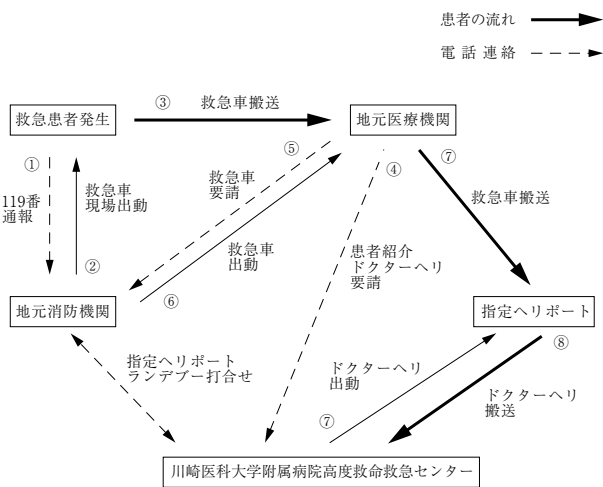 患者の流れ
電話連絡
③ 救急車搬送
救急患者発生
地元医療機関
①
⑤
④
⑦
119番
通報
救急車
現場出動
救急車
要請
救急車搬送
②
救急車
出動
患者紹介
ドクターヘリ
要請
⑥
地元消防機関
指定ヘリポート
指定ヘリポート
ランデブー打合せ
ドクターヘリ
出動
⑧
⑦
ドクターヘリ
搬送
川崎医科大学附属病院高度救命救急センター